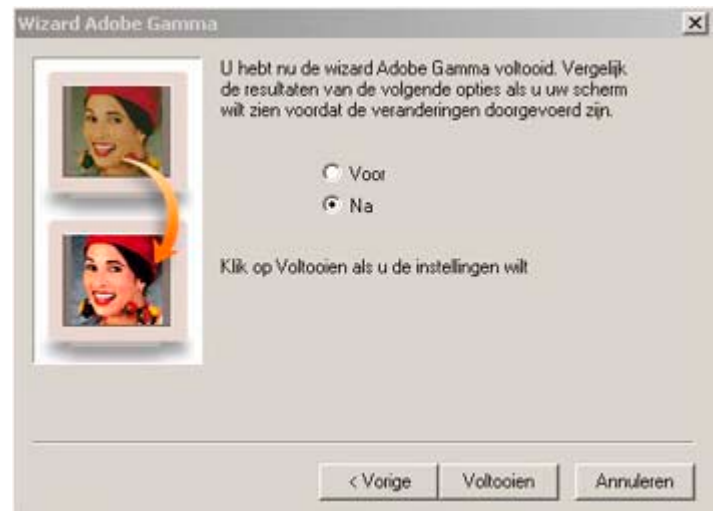 Wizard Adobe Gamma
U hebt nu de wizard Adobe Gamma voltooid. Vergelijk
de resultaten van de volgende opties als u uw scherm
wilt zien voordat de veranderingen doorgevoerd zijn.
Voor
Na
Klik op Voltooien als u de instellingen wilt
< Vorige
Voltooien
Annuleren